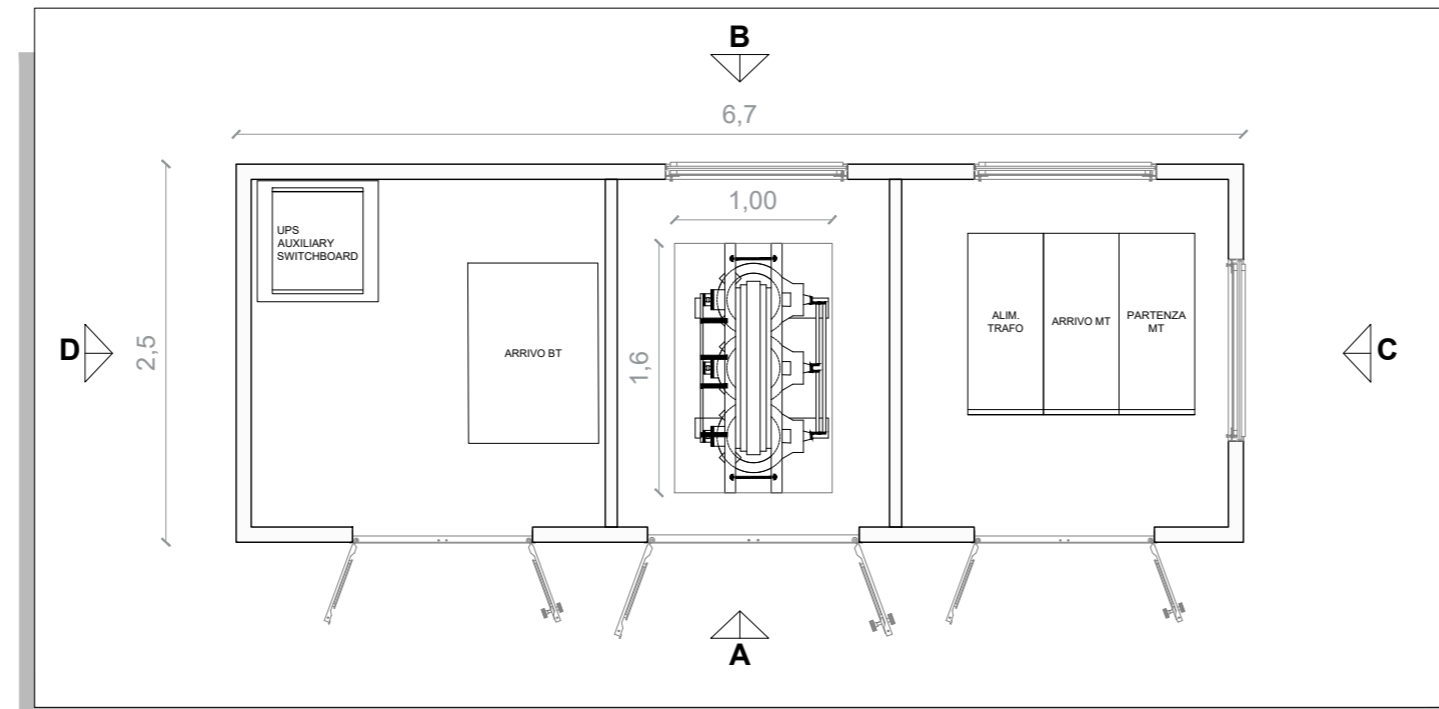 B
6,7
1,00
UPS
AUXILIARY
SWITCHBOARD
D
2,5
ARRIVO BT
1,6
ALIM.
TRAFO
ARRIVO MT
PARTENZA
MT
C
A